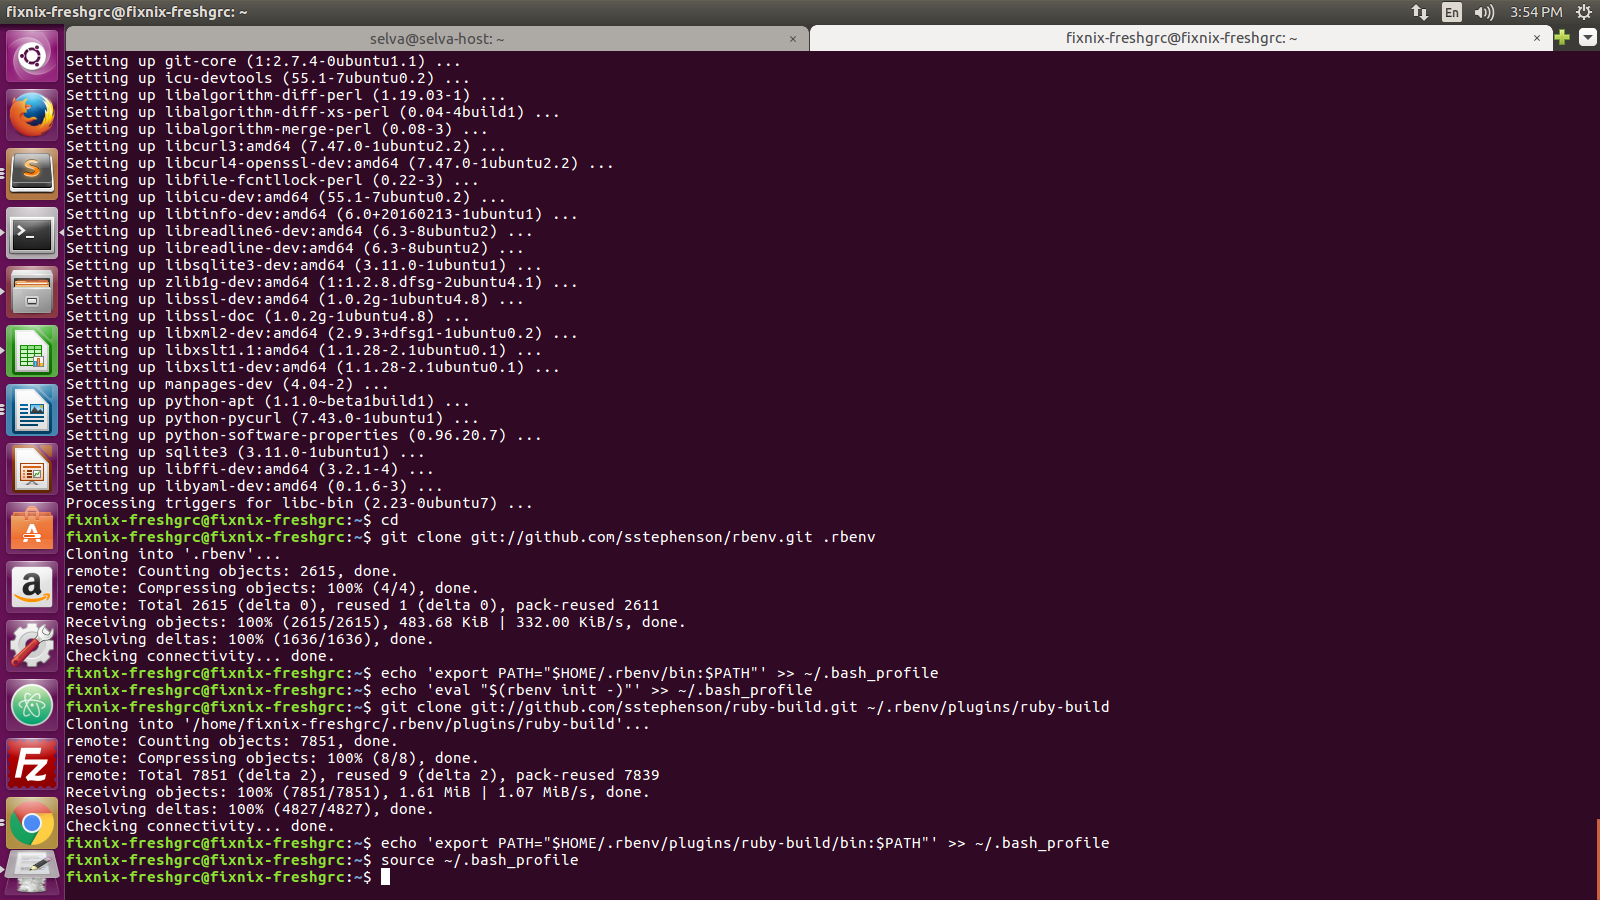 fixnix-freshgrc@fixnix-freshgrc: ~
En
3:54 PM
selva@selva-host: ~
×
fixnix-freshgrc@fixnix-freshgrc: ~
×
Setting up git-core (1:2.7.4-0ubuntu1.1) ...
Setting up icu-devtools (55.1-7ubuntu0.2) ...
Setting up libalgorithm-diff-perl (1.19.03-1) ...
Setting up libalgorithm-diff-xs-perl (0.04-4build1) ...
Setting up libalgorithm-merge-perl (0.08-3) ...
Setting up libcurl3:amd64 (7.47.0-1ubuntu2.2) ...
Setting up libcurl4-openssl-dev:amd64 (7.47.0-1ubuntu2.2) ...
Setting up libfile-fcntllock-perl (0.22-3) ...
Setting up libicu-dev:amd64 (55.1-7ubuntu0.2) ...
Setting up libtinfo-dev:amd64 (6.0+20160213-1ubuntu1) ...
Setting up libreadline6-dev:amd64 (6.3-8ubuntu2) ...
Setting up libreadline-dev:amd64 (6.3-8ubuntu2) ...
Setting up libsqlite3-dev:amd64 (3.11.0-1ubuntu1) ...
Setting up zlib1g-dev:amd64 (1:1.2.8.dfsg-2ubuntu4.1) ...
Setting up libssl-dev:amd64 (1.0.2g-1ubuntu4.8) ...
Setting up libssl-doc (1.0.2g-1ubuntu4.8) ...
Setting up libxml2-dev:amd64 (2.9.3+dfsg1-1ubuntu0.2) ...
Setting up libxslt1.1:amd64 (1.1.28-2.1ubuntu0.1) ...
Setting up libxslt1-dev:amd64 (1.1.28-2.1ubuntu0.1) ...
Setting up manpages-dev (4.04-2) ...
Setting up python-apt (1.1.0~beta1build1) ...
Setting up python-pycurl (7.43.0-1ubuntu1) ...
Setting up python-software-properties (0.96.20.7) ...
Setting up sqlite3 (3.11.0-1ubuntu1) ...
Setting up libffi-dev:amd64 (3.2.1-4) ...
Setting up libyaml-dev:amd64 (0.1.6-3) ...
Processing triggers for libc-bin (2.23-0ubuntu7) ...
fixnix-freshgrc@fixnix-freshgrc:~$ cd
fixnix-freshgrc@fixnix-freshgrc:~$ git clone git://github.com/sstephenson/rbenv.git .rbenv
Cloning into '.rbenv'...
remote: Counting objects: 2615, done.
remote: Compressing objects: 100% (4/4), done.
remote: Total 2615 (delta 0), reused 1 (delta 0), pack-reused 2611
Receiving objects: 100% (2615/2615), 483.68 KiB | 332.00 KiB/s, done.
Resolving deltas: 100% (1636/1636), done.
Checking connectivity... done.
fixnix-freshgrc@fixnix-freshgrc:~$ echo 'export PATH="$HOME/.rbenv/bin:$PATH"' >> ~/.bash_profile
fixnix-freshgrc@fixnix-freshgrc:~$ echo 'eval "$(rbenv init -)"' >> ~/.bash_profile
fixnix-freshgrc@fixnix-freshgrc:~$ git clone git://github.com/sstephenson/ruby-build.git ~/.rbenv/plugins/ruby-build
Cloning into '/home/fixnix-freshgrc/.rbenv/plugins/ruby-build'...
remote: Counting objects: 7851, done.
remote: Compressing objects: 100% (8/8), done.
remote: Total 7851 (delta 2), reused 9 (delta 2), pack-reused 7839
Receiving objects: 100% (7851/7851), 1.61 MiB | 1.07 MiB/s, done.
Resolving deltas: 100% (4827/4827), done.
Checking connectivity... done.
fixnix-freshgrc@fixnix-freshgrc:~$ echo 'export PATH="$HOME/.rbenv/plugins/ruby-build/bin:$PATH"' >> ~/.bash_profile
fixnix-freshgrc@fixnix-freshgrc:~$ source ~/.bash_profile
fixnix-freshgrc@fixnix-freshgrc:~$